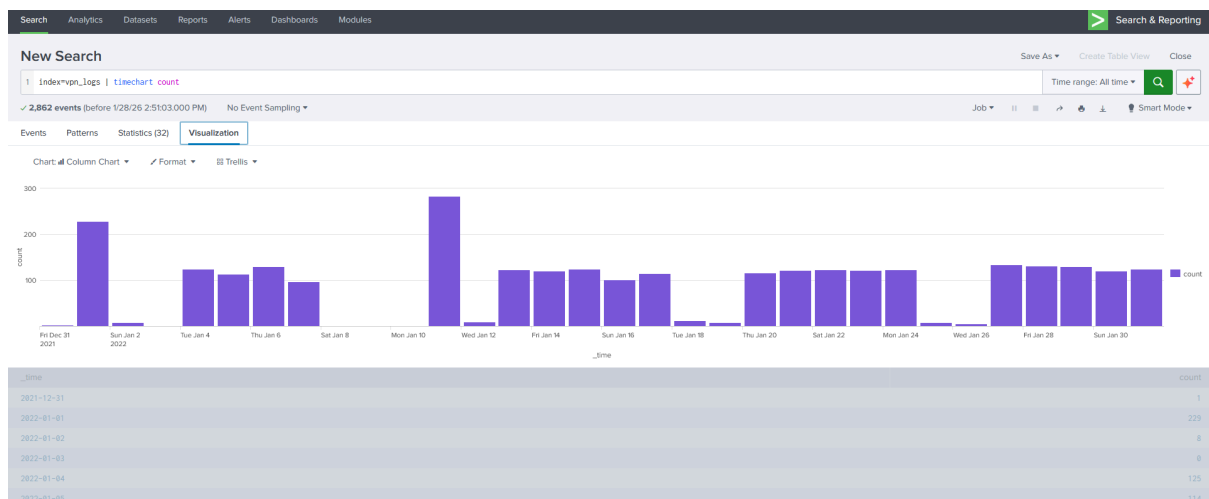 Search Analytics Datasets Reports Alerts Dashboards Modules > Search & Reporting
New Search Save As ▾ Create Table View Close
1 index=vpn_logs | timechart count Time range: All time ▾
✓ 2,862 events (before 1/28/26 2:51:03.000 PM) No Event Sampling ▾ Job ▾ Smart Mode ▾
Events Patterns Statistics (32) Visualization
Chart: Column Chart ▾ Format ▾ Trellis ▾
300
200
100
count
count
Fri Dec 31 Sun Jan 2 Tue Jan 4 Thu Jan 6 Sat Jan 8 Mon Jan 10 Wed Jan 12 Fri Jan 14 Sun Jan 16 Tue Jan 18 Thu Jan 20 Sat Jan 22 Mon Jan 24 Wed Jan 26 Fri Jan 28 Sun Jan 30
2021 2022
_time
_time count
2021-12-31 1
2022-01-01 229
2022-01-02 8
2022-01-03 0
2022-01-04 125
2022-01-05 114